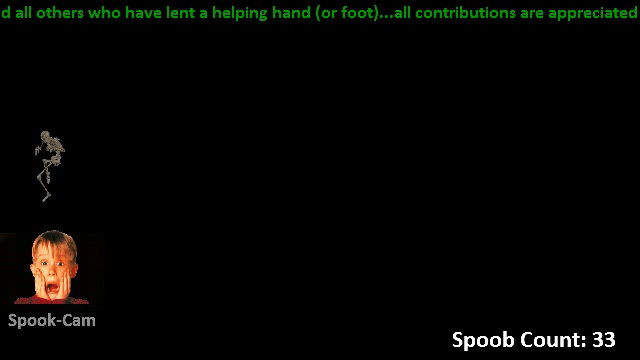 d all others who have lent a helping hand (or foot)...all contributions are appreciated
Spook-Cam
Spoob Count: 33